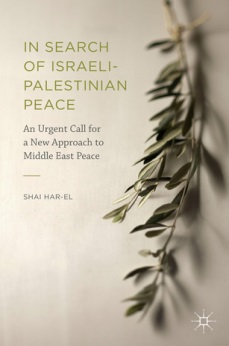 IN SEARCH
OF ISRAELI-
PALESTINIAN
PEACE
An Urgent Call for
a New Approach to
Middle East Peace
SHAI HAR-EL